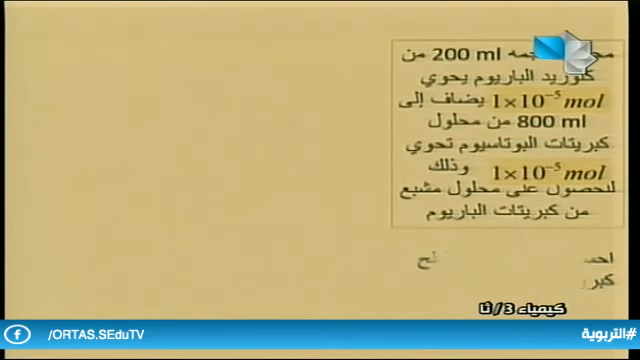 200 ml من
كلوريد الباريوم يحوي
1×10⁻⁵ mol يضاف إلى
800 ml من محلول
كبريتات البوتاسيوم تحوي
1×10⁻⁵ mol وذلك
للحصول على محلول مشبع
من كبريتات الباريوم
كيمياء 3/ثا
/ORTAS.SEduTV
#التربوية